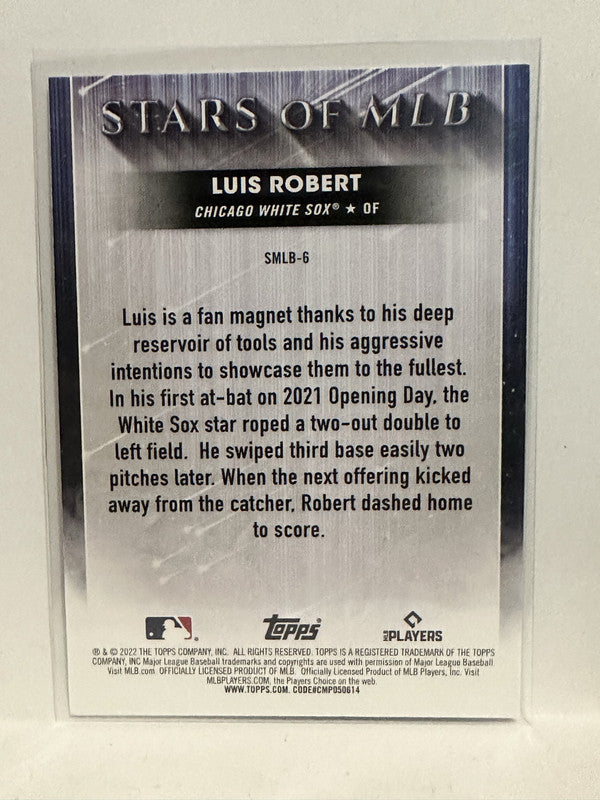 STARS OF MLB
LUIS ROBERT
CHICAGO WHITE SOX® ★ OF
SMLB-6
Luis is a fan magnet thanks to his deep
reservoir of tools and his aggressive
intentions to showcase them to the fullest.
In his first at-bat on 2021 Opening Day, the
White Sox star roped a two-out double to
left field. He swiped third base easily two
pitches later. When the next offering kicked
away from the catcher, Robert dashed home
to score.
Topps
MLB PLAYERS
® & © 2022 THE TOPPS COMPANY, INC. ALL RIGHTS RESERVED. TOPPS IS A REGISTERED TRADEMARK OF THE TOPPS
COMPANY, INC Major League Baseball trademarks and copyrights are used with permission of Major League Baseball.
Visit MLB.com. OFFICIALLY LICENSED PRODUCT OF MLB. Officially Licensed Product of MLB Players, Inc. Visit
MLBPLAYERS.COM, the Players Choice on the web.
WWW.TOPPS.COM. CODE#CMP050614